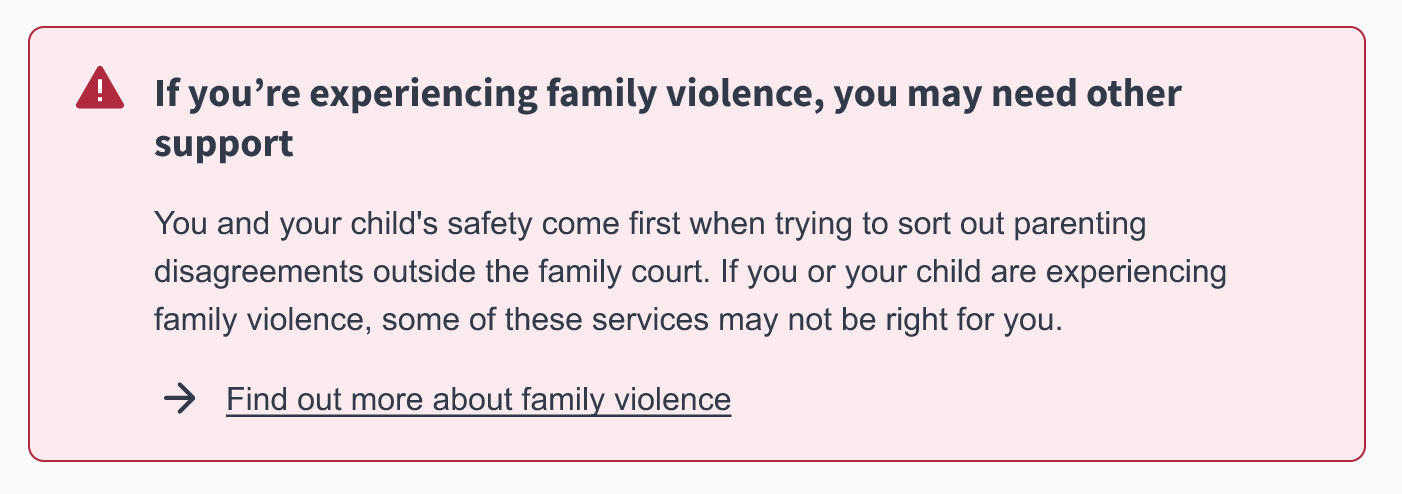 If you’re experiencing family violence, you may need other
support
You and your child's safety come first when trying to sort out parenting
disagreements outside the family court. If you or your child are experiencing
family violence, some of these services may not be right for you.
Find out more about family violence